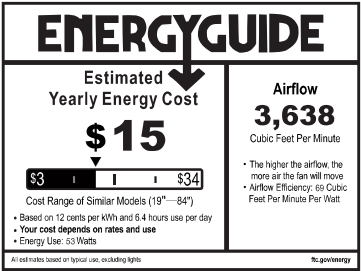 ENERGYGUIDE
Estimated
Yearly Energy Cost
$15
$3 $34
Cost Range of Similar Models (19"—84")
• Based on 12 cents per kWh and 6.4 hours use per day
• Your cost depends on rates and use
• Energy Use: 53 Watts
Airflow
3,638
Cubic Feet Per Minute
• The higher the airflow, the
more air the fan will move
• Airflow Efficiency: 69 Cubic
Feet Per Minute Per Watt
All estimates based on typical use, excluding lights
ftc.gov/energy